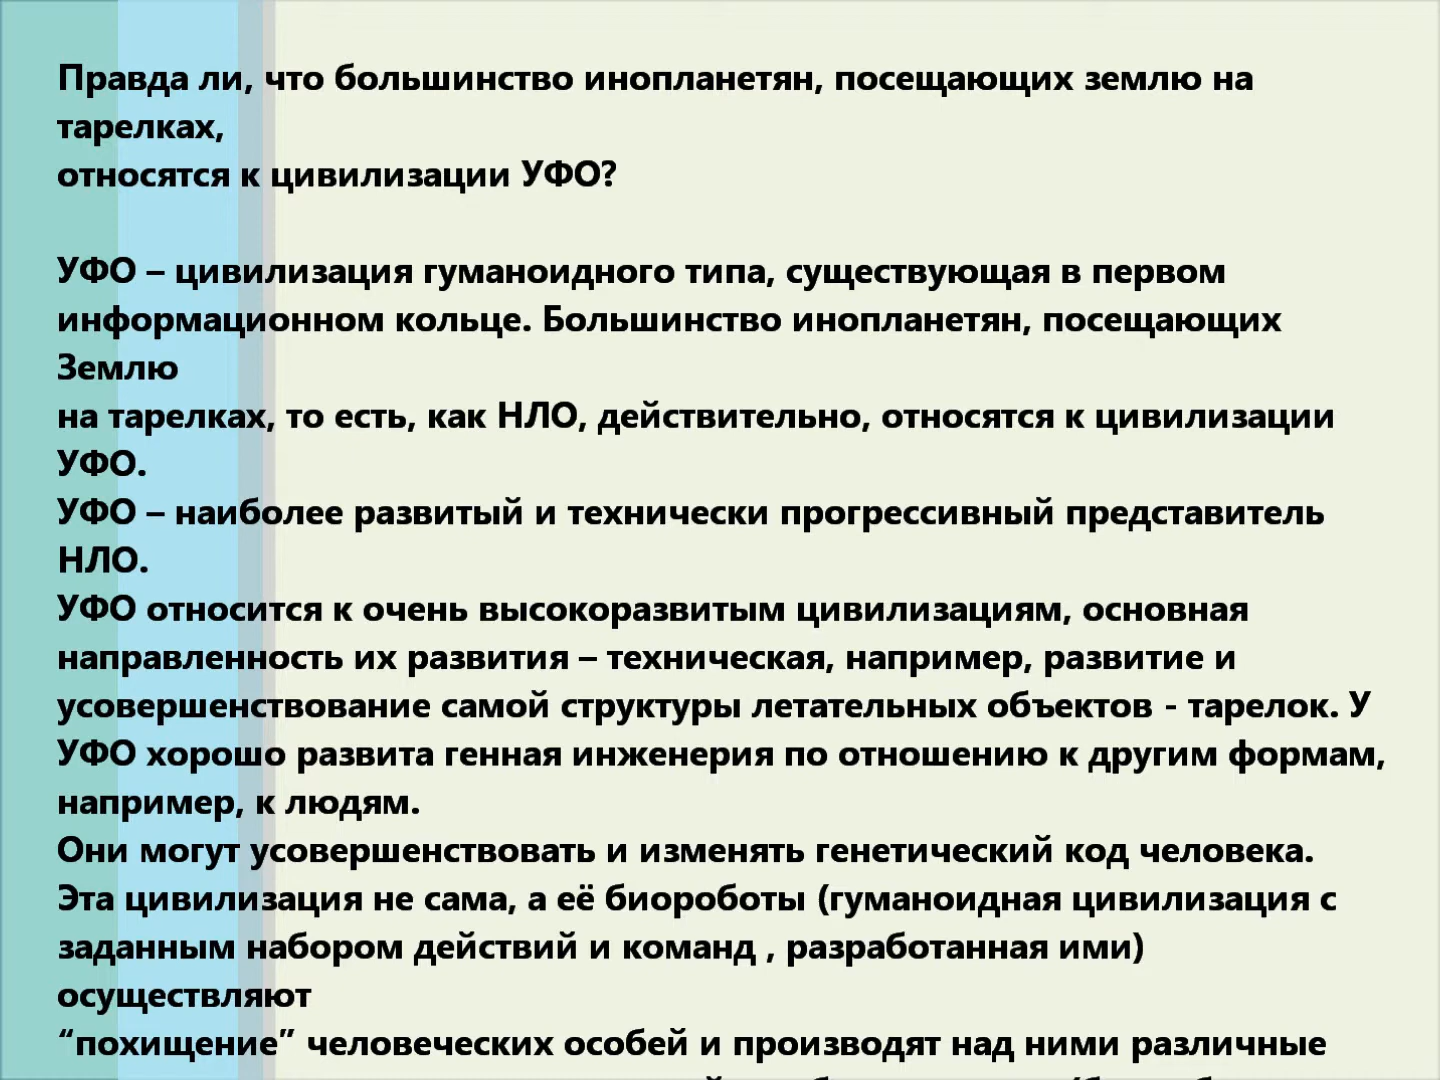 Правда ли, что большинство инопланетян, посещающих землю на
тарелках,
относятся к цивилизации УФО?
УФО – цивилизация гуманоидного типа, существующая в первом
информационном кольце. Большинство инопланетян, посещающих
Землю
на тарелках, то есть, как НЛО, действительно, относятся к цивилизации
УФО.
УФО – наиболее развитый и технически прогрессивный представитель
НЛО.
УФО относится к очень высокоразвитым цивилизациям, основная
направленность их развития – техническая, например, развитие и
усовершенствование самой структуры летательных объектов - тарелок. У
УФО хорошо развита генная инженерия по отношению к другим формам,
например, к людям.
Они могут усовершенствовать и изменять генетический код человека.
Эта цивилизация не сама, а её биороботы (гуманоидная цивилизация с
заданным набором действий и команд , разработанная ими)
осуществляют
“похищение” человеческих особей и производят над ними различные